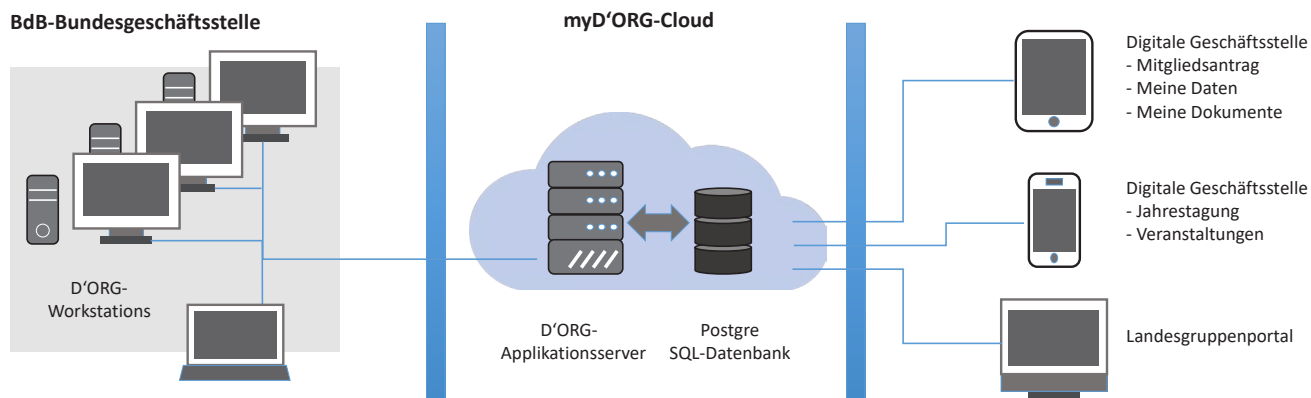 BdB-Bundesgeschäftsstelle
D‘ORG-
Workstations
myD‘ORG-Cloud
D‘ORG-
Applikationsserver
Postgre
SQL-Datenbank
Digitale Geschäftsstelle
- Mitgliedsantrag
- Meine Daten
- Meine Dokumente
Digitale Geschäftsstelle
- Jahrestagung
- Veranstaltungen
Landesgruppenportal